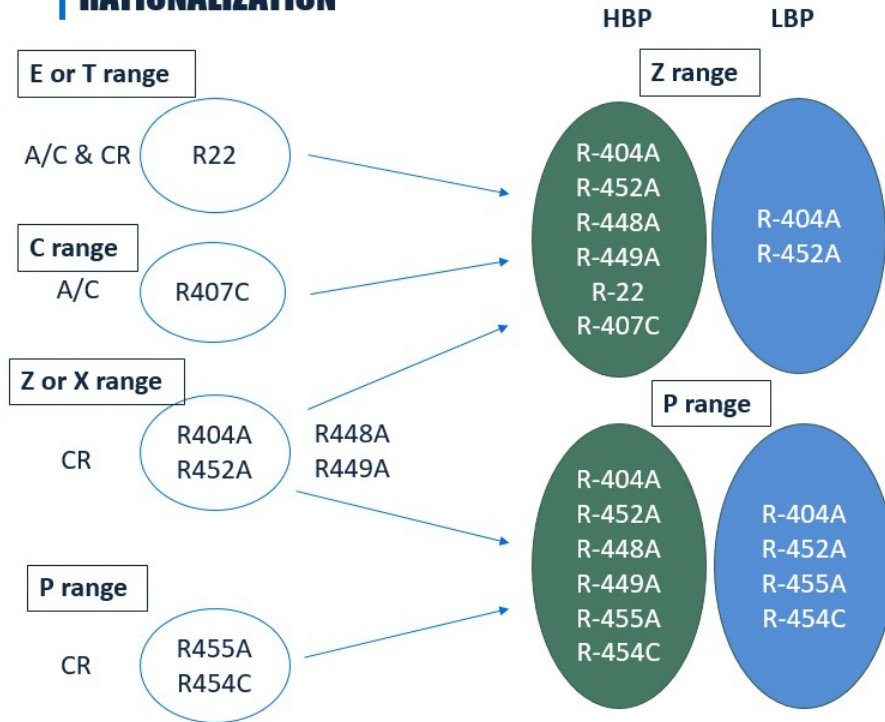 RATIONALIZATION
HBP
LBP
E or T range
A/C & CR
R22
C range
A/C
R407C
Z or X range
CR
R404A
R452A
R448A
R449A
P range
CR
R455A
R454C
Z range
R-404A
R-452A
R-448A
R-449A
R-22
R-407C
R-404A
R-452A
P range
R-404A
R-452A
R-448A
R-449A
R-455A
R-454C
R-404A
R-452A
R-455A
R-454C